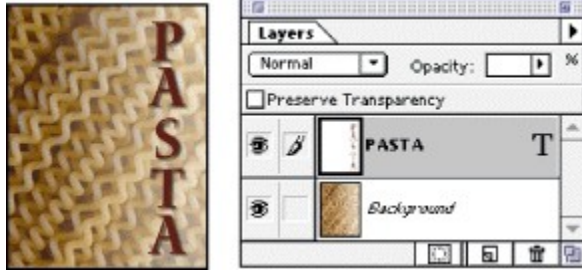 PASTA
Layers
Normal
Opacity:
%
Preserve Transparency
PASTA
T
Background